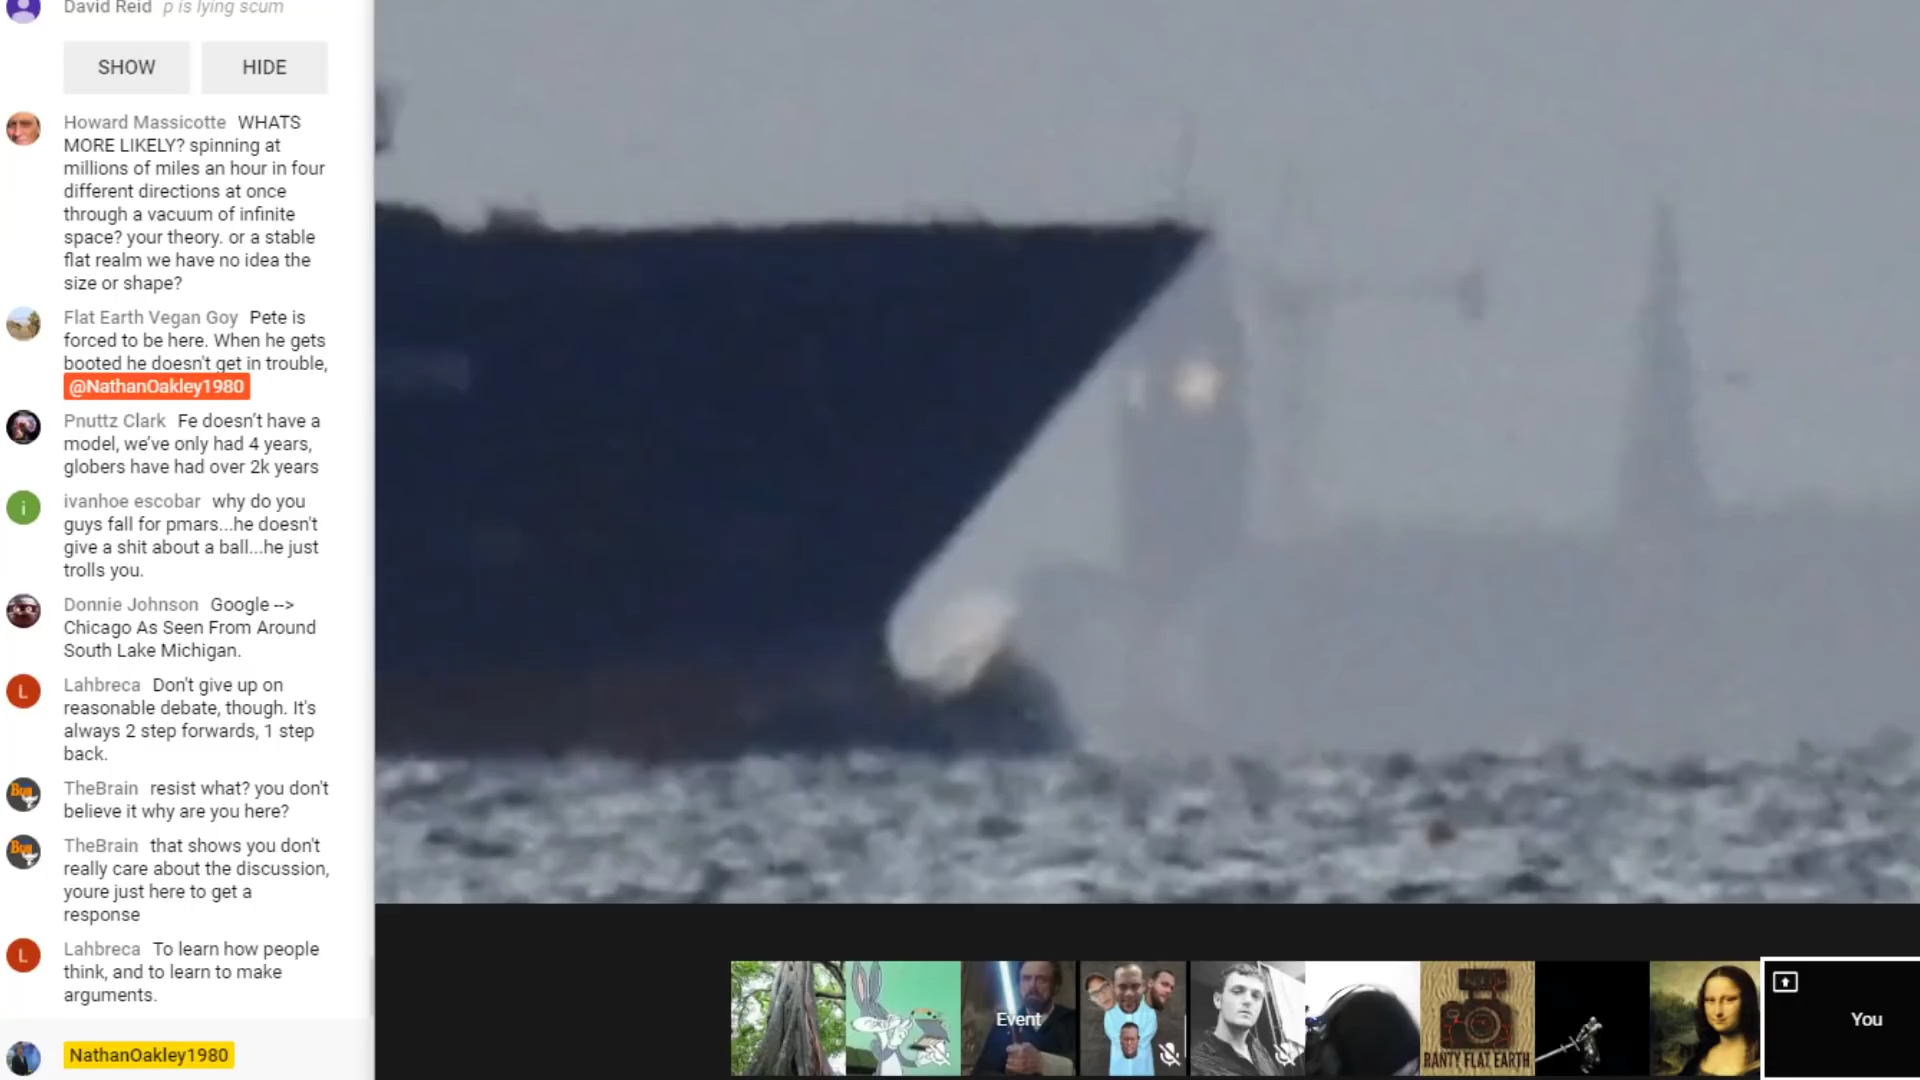 David Reid p is lying scum
SHOW HIDE
Howard Massicotte WHATS
MORE LIKELY? spinning at
millions of miles an hour in four
different directions at once
through a vacuum of infinite
space? your theory. or a stable
flat realm we have no idea the
size or shape?
Flat Earth Vegan Goy Pete is
forced to be here. When he gets
booted he doesn't get in trouble,
@NathanOakley1980
Pnuttz Clark Fe doesn’t have a
model, we’ve only had 4 years,
globers have had over 2k years
i
ivanhoe escobar why do you
guys fall for pmars...he doesn't
give a shit about a ball...he just
trolls you.
Donnie Johnson Google -->
Chicago As Seen From Around
South Lake Michigan.
L
Lahbreca Don't give up on
reasonable debate, though. It's
always 2 step forwards, 1 step
back.
TheBrain resist what? you don't
believe it why are you here?
TheBrain that shows you don't
really care about the discussion,
youre just here to get a
response
L
Lahbreca To learn how people
think, and to learn to make
arguments.
NathanOakley1980
Event
RANTY FLAT EARTH
You